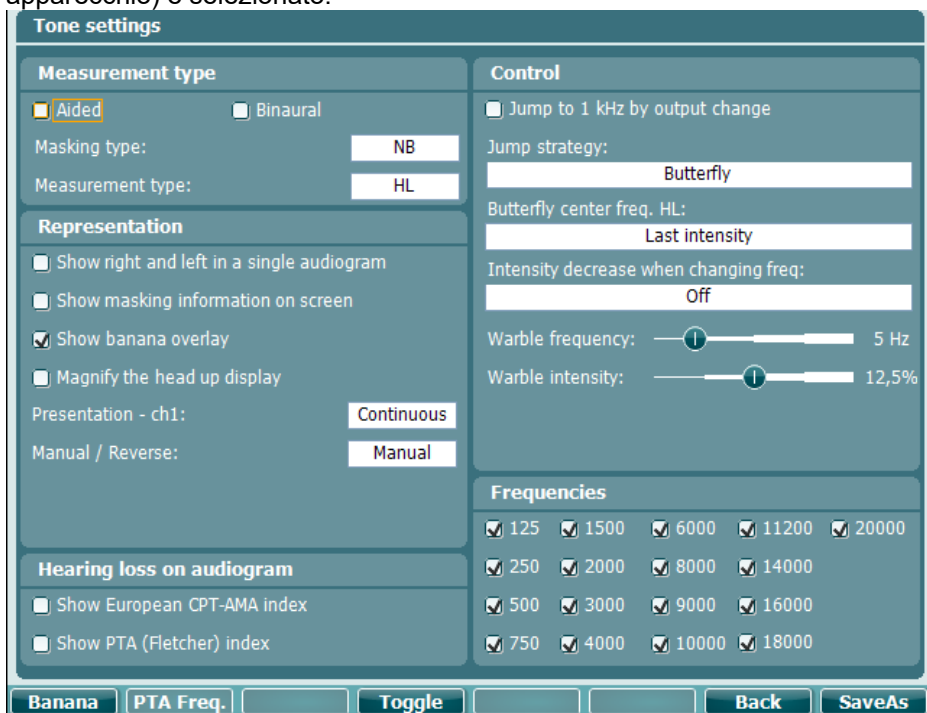 apparecchio) è selezionato.
Tone settings
Measurement type
Aided Binaural
Masking type: NB
Measurement type: HL
Representation
Show right and left in a single audiogram
Show masking information on screen
Show banana overlay
Magnify the head up display
Presentation - ch1: Continuous
Manual / Reverse: Manual
Hearing loss on audiogram
Show European CPT-AMA index
Show PTA (Fletcher) index
Control
Jump to 1 kHz by output change
Jump strategy:
Butterfly
Butterfly center freq. HL:
Last intensity
Intensity decrease when changing freq:
Off
Warble frequency: 5 Hz
Warble intensity: 12,5%
Frequencies
125 1500 6000 11200 20000
250 2000 8000 14000
500 3000 9000 16000
750 4000 10000 18000
Banana PTA Freq. Toggle Back SaveAs